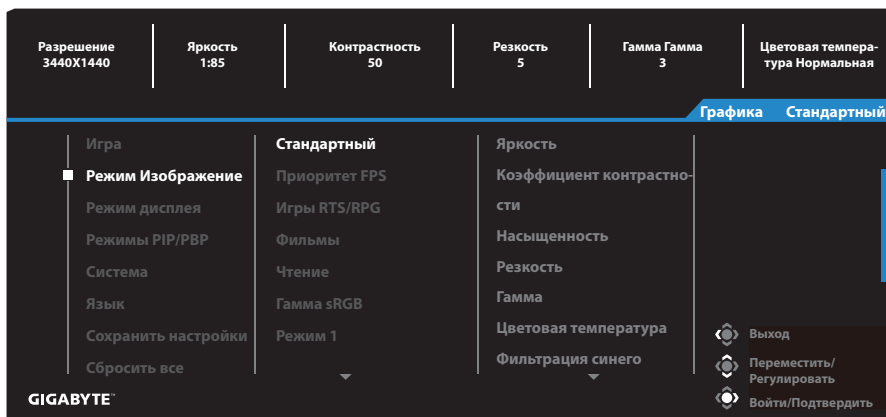 Разрешение
3440X1440
Яркость
1:85
Контрастность
50
Резкость
5
Гамма Гамма
3
Цветовая темпера-
тура Нормальная
Графика Стандартный
Игра
Режим Изображение
Режим дисплея
Режимы PIP/PBP
Система
Язык
Сохранить настройки
Сбросить все
Стандартный
Приоритет FPS
Игры RTS/RPG
Фильмы
Чтение
Гамма sRGB
Режим 1
Яркость
Коэффициент контрастно-
сти
Насыщенность
Резкость
Гамма
Цветовая температура
Фильтрация синего
Выход
Переместить/
Регулировать
Войти/Подтвердить
GIGABYTE™